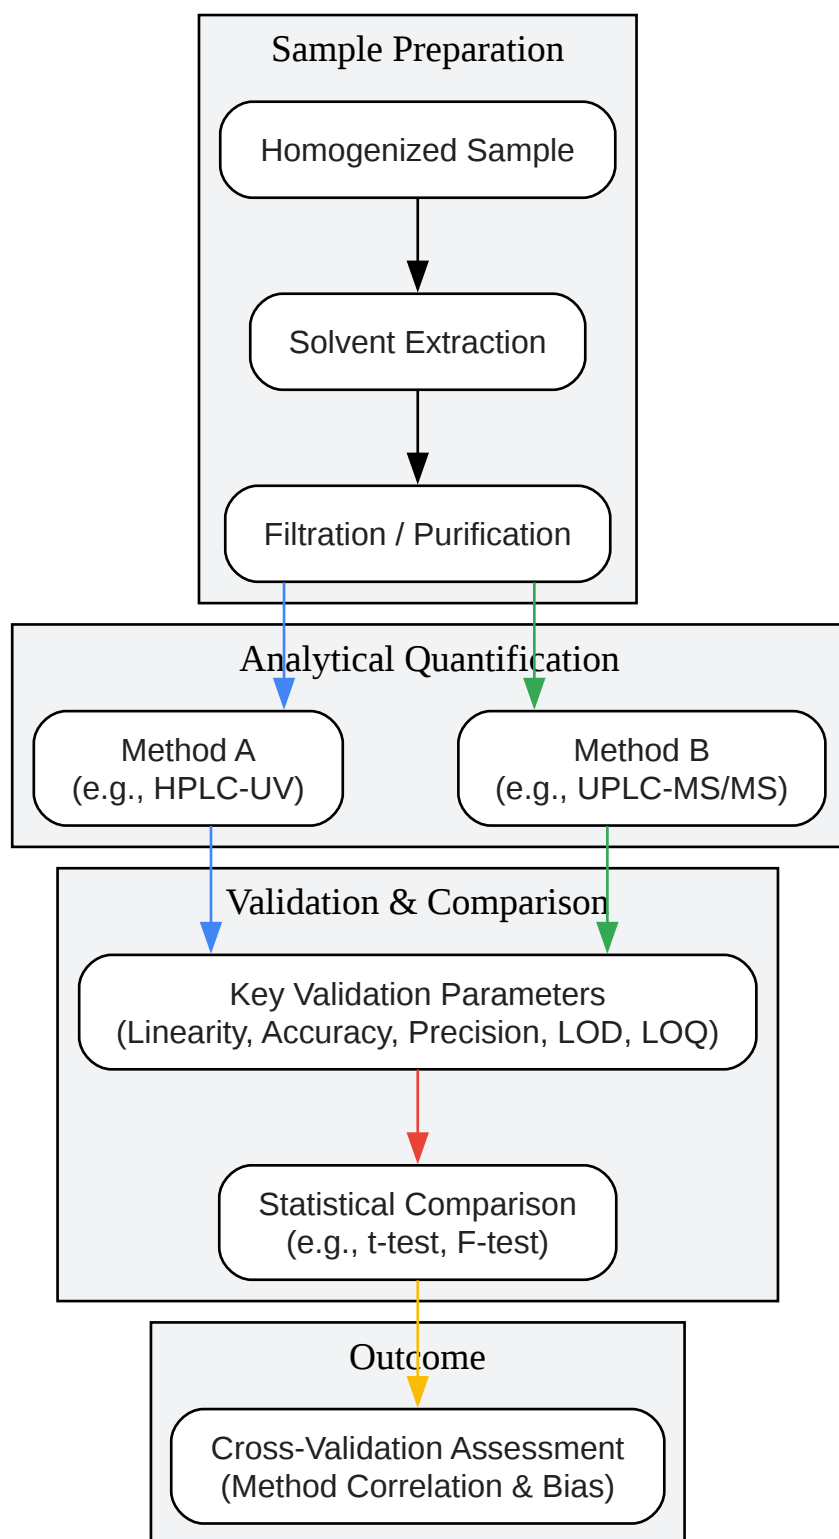 Sample Preparation
Homogenized Sample
Solvent Extraction
Filtration / Purification
Analytical Quantification
Method A
(e.g., HPLC-UV)
Method B
(e.g., UPLC-MS/MS)
Validation & Comparison
Key Validation Parameters
(Linearity, Accuracy, Precision, LOD, LOQ)
Statistical Comparison
(e.g., t-test, F-test)
Outcome
Cross-Validation Assessment
(Method Correlation & Bias)